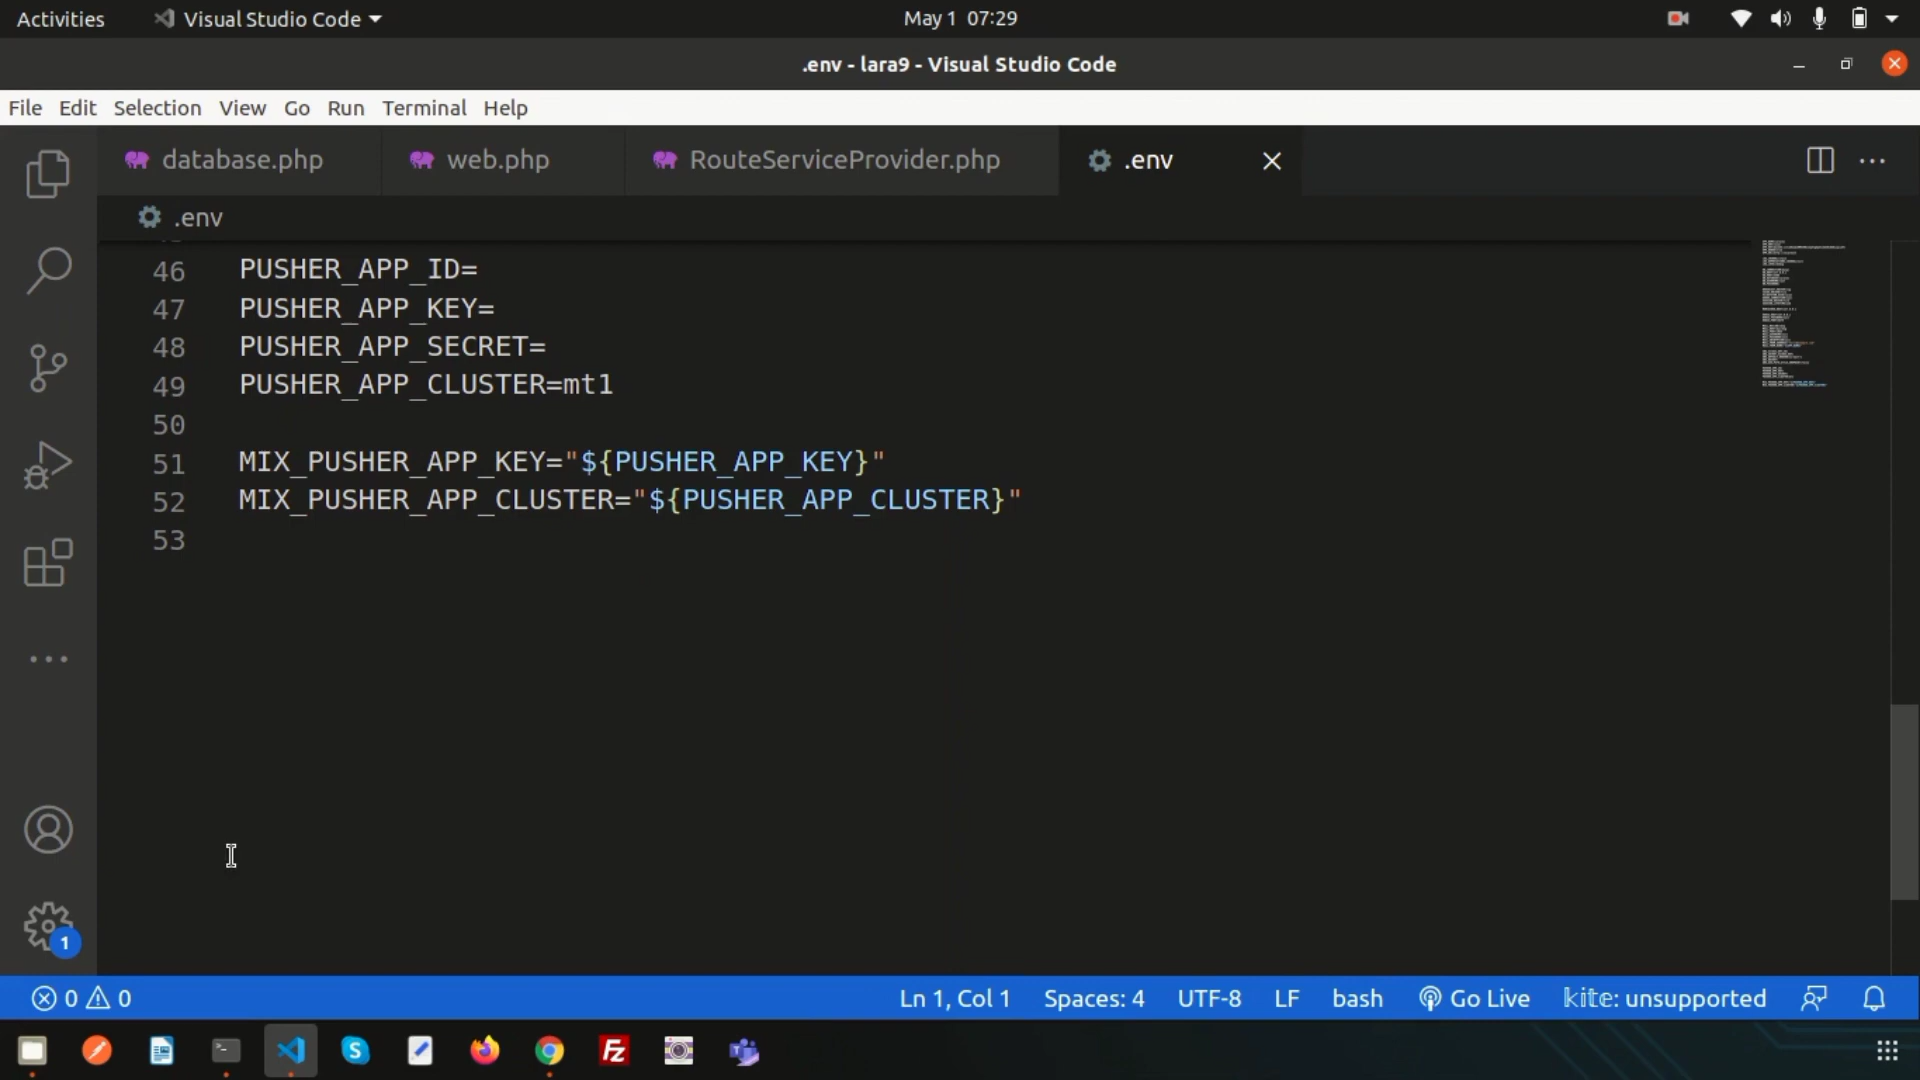 Activities
Visual Studio Code
May 1 07:29
.env - lara9 - Visual Studio Code
File Edit Selection View Go Run Terminal Help
database.php
web.php
RouteServiceProvider.php
.env
.env
46 PUSHER_APP_ID=
47 PUSHER_APP_KEY=
48 PUSHER_APP_SECRET=
49 PUSHER_APP_CLUSTER=mt1
50
51 MIX_PUSHER_APP_KEY="${PUSHER_APP_KEY}"
52 MIX_PUSHER_APP_CLUSTER="${PUSHER_APP_CLUSTER}"
53
1
0 0
Ln 1, Col 1
Spaces: 4
UTF-8
LF
bash
Go Live
kite: unsupported